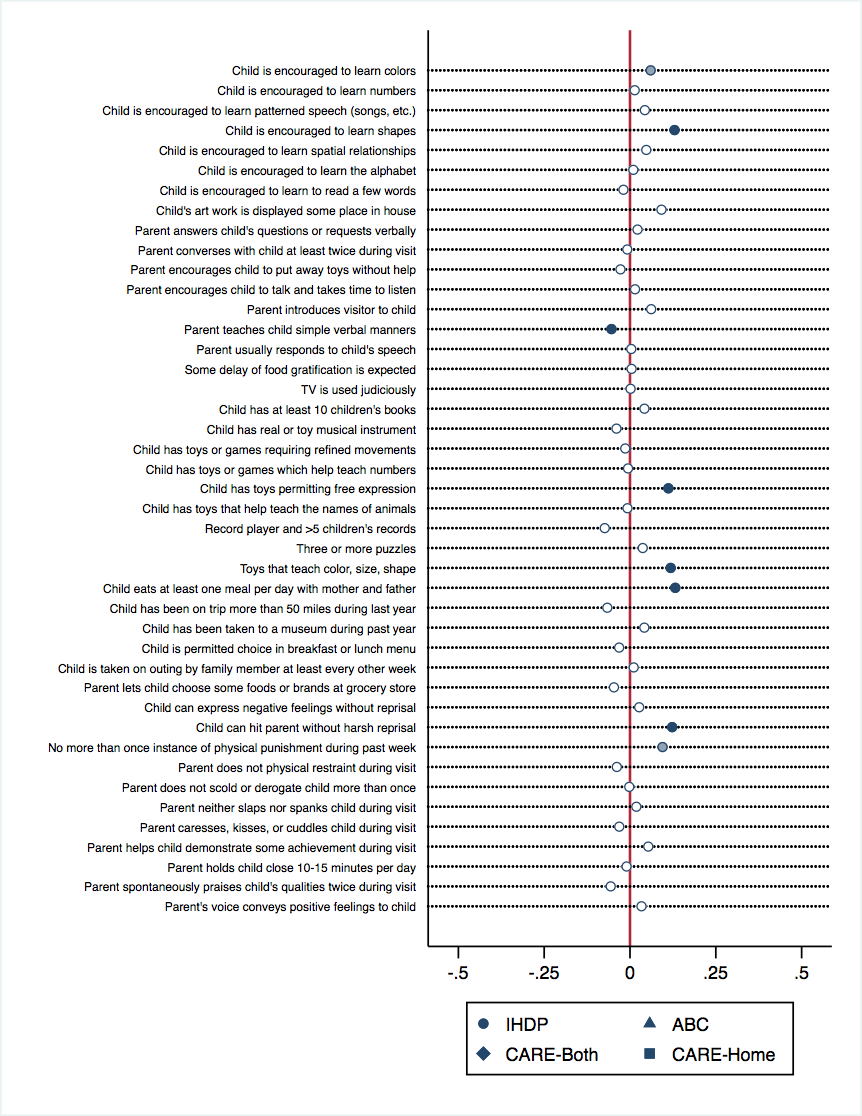 Child is encouraged to learn colors
Child is encouraged to learn numbers
Child is encouraged to learn patterned speech (songs, etc.)
Child is encouraged to learn shapes
Child is encouraged to learn spatial relationships
Child is encouraged to learn the alphabet
Child is encouraged to learn to read a few words
Child's art work is displayed some place in house
Parent answers child's questions or requests verbally
Parent converses with child at least twice during visit
Parent encourages child to put away toys without help
Parent encourages child to talk and takes time to listen
Parent introduces visitor to child
Parent teaches child simple verbal manners
Parent usually responds to child's speech
Some delay of food gratification is expected
TV is used judiciously
Child has at least 10 children's books
Child has real or toy musical instrument
Child has toys or games requiring refined movements
Child has toys or games which help teach numbers
Child has toys permitting free expression
Child has toys that help teach the names of animals
Record player and >5 children's records
Three or more puzzles
Toys that teach color, size, shape
Child eats at least one meal per day with mother and father
Child has been on trip more than 50 miles during last year
Child has been taken to a museum during past year
Child is permitted choice in breakfast or lunch menu
Child is taken on outing by family member at least every other week
Parent lets child choose some foods or brands at grocery store
Child can express negative feelings without reprisal
Child can hit parent without harsh reprisal
No more than once instance of physical punishment during past week
Parent does not physical restraint during visit
Parent does not scold or derogate child more than once
Parent neither slaps nor spanks child during visit
Parent caresses, kisses, or cuddles child during visit
Parent helps child demonstrate some achievement during visit
Parent holds child close 10-15 minutes per day
Parent spontaneously praises child's qualities twice during visit
Parent's voice conveys positive feelings to child
-.5 -.25 0 .25 .5
IHDP ABC
CARE-Both CARE-Home